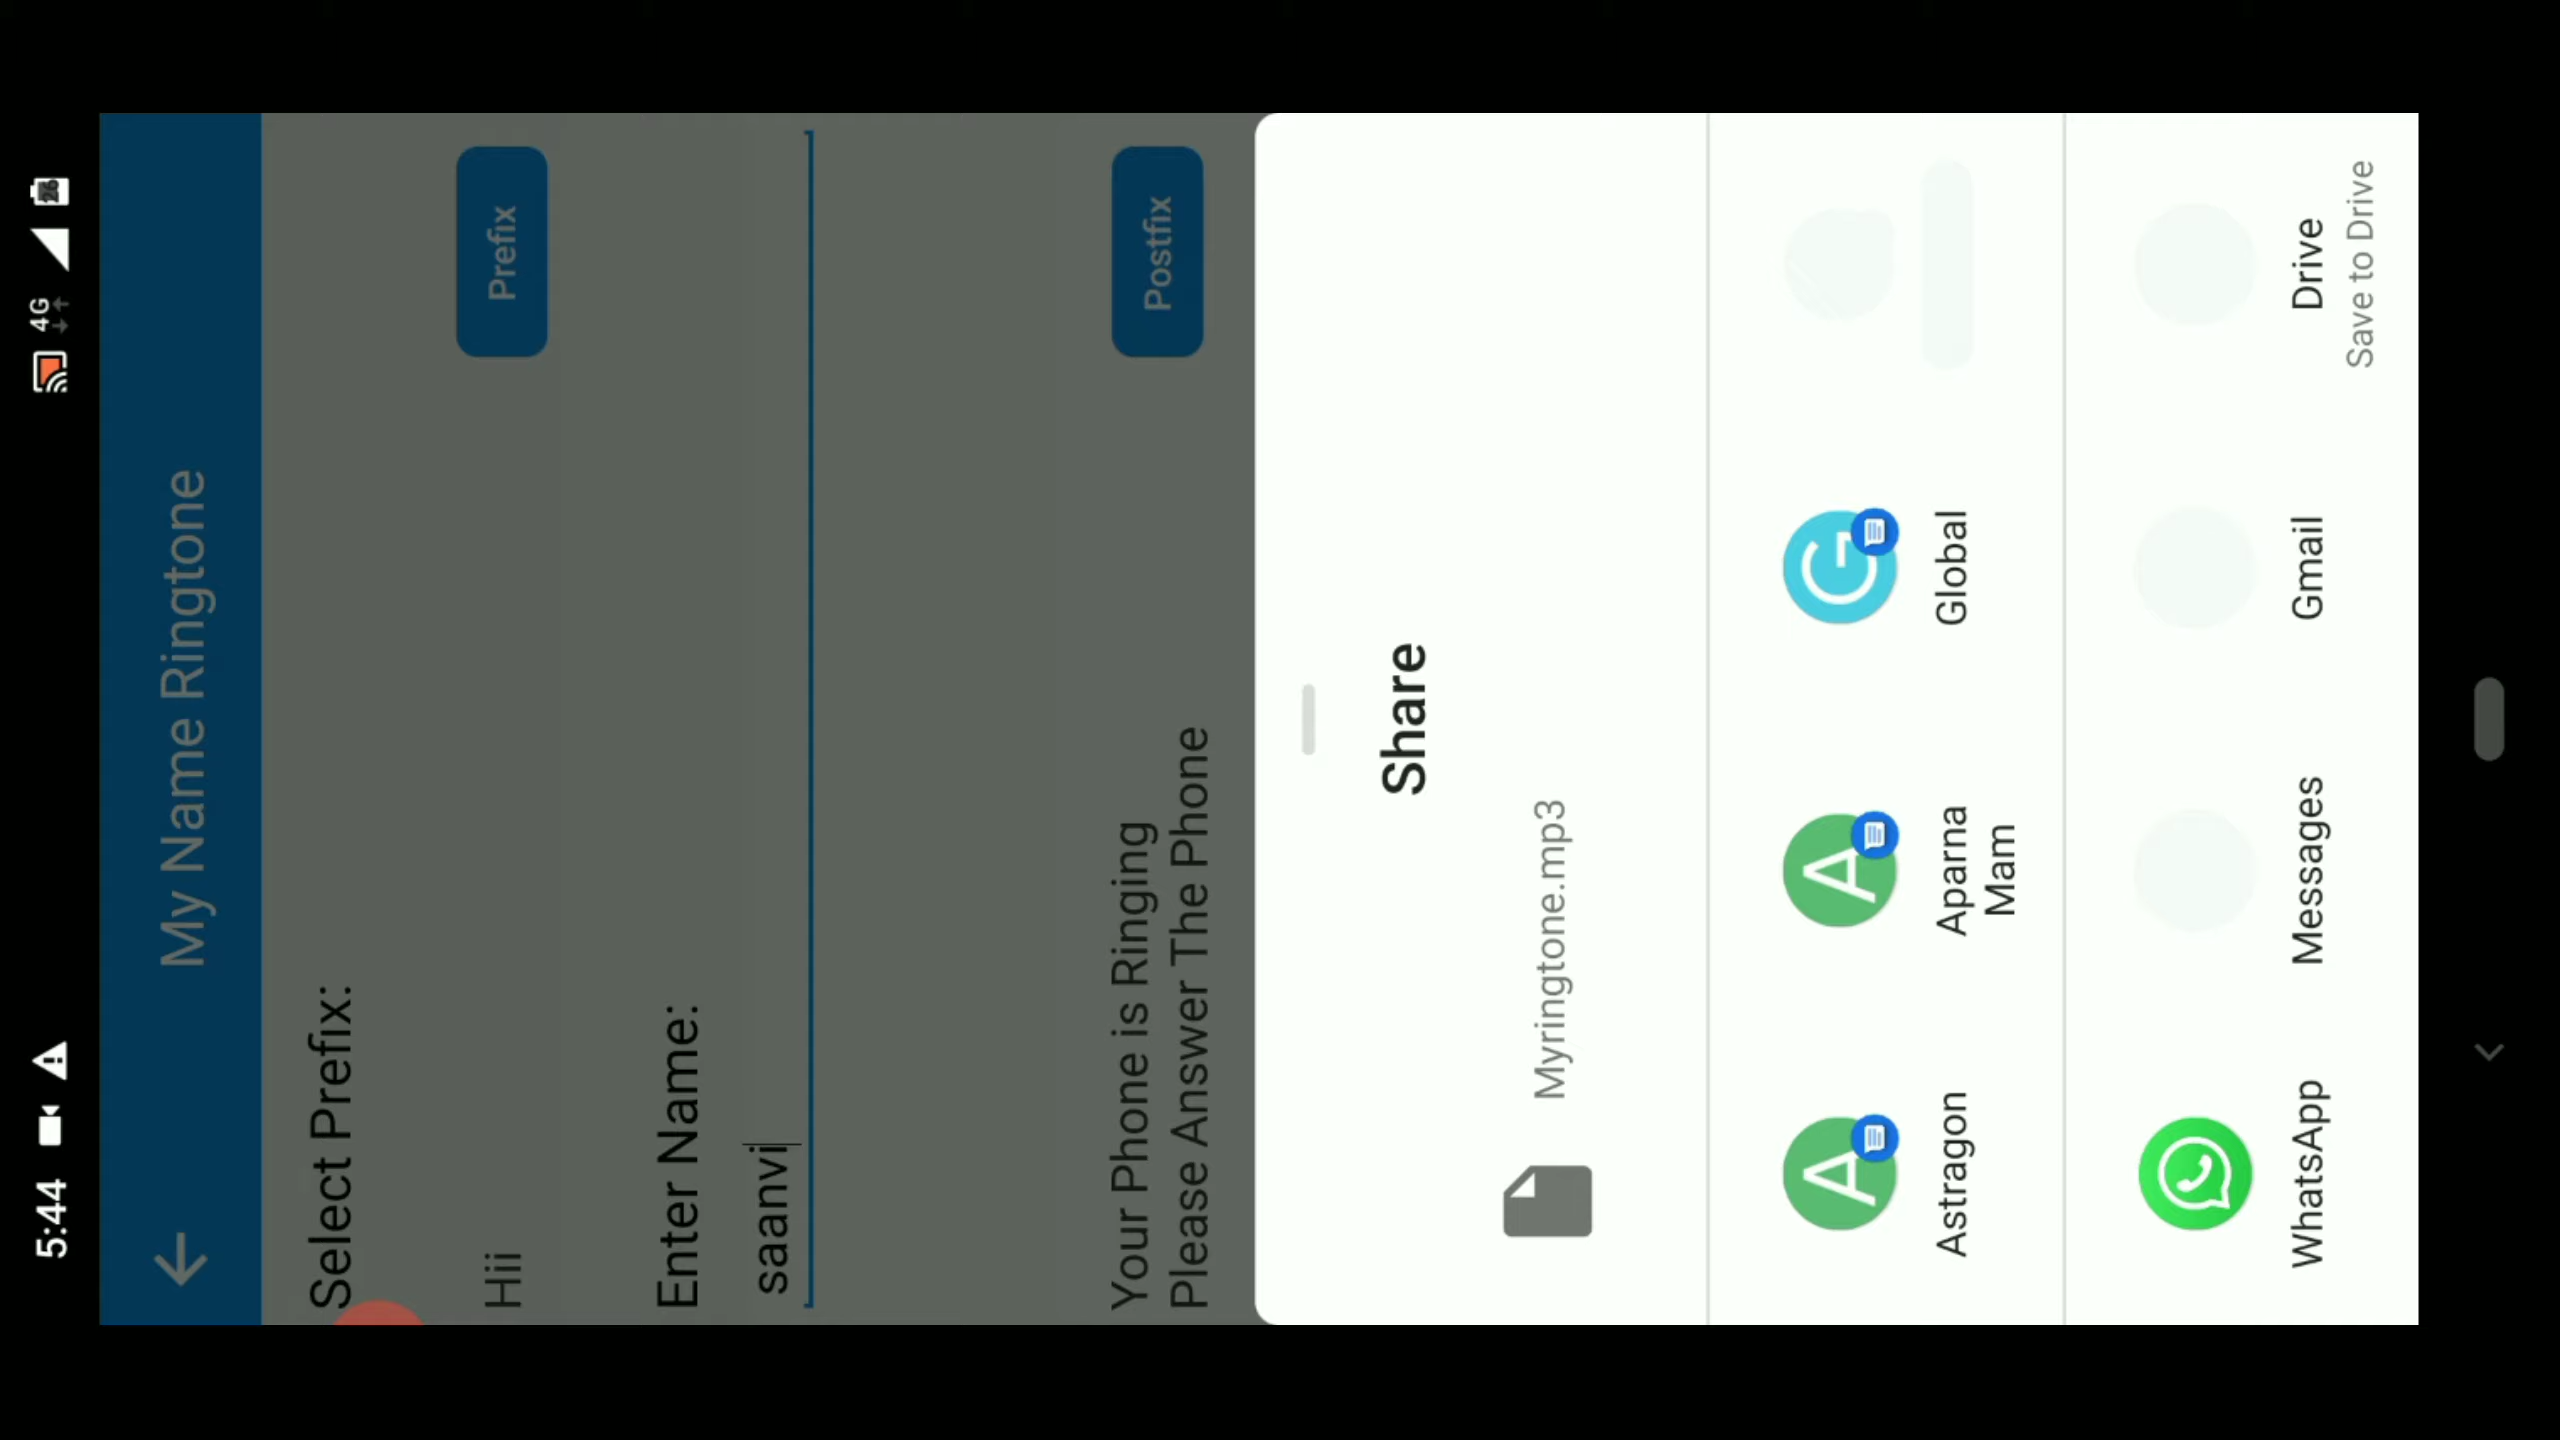 5:44
4G
26
My Name Ringtone
Select Prefix:
Hii
Prefix
Enter Name:
saanvi
Your Phone is Ringing
Please Answer The Phone
Postfix
Share
Myringtone.mp3
A
A
G
Astragon
Aparna
Mam
Global
WhatsApp
Messages
Gmail
Drive
Save to Drive